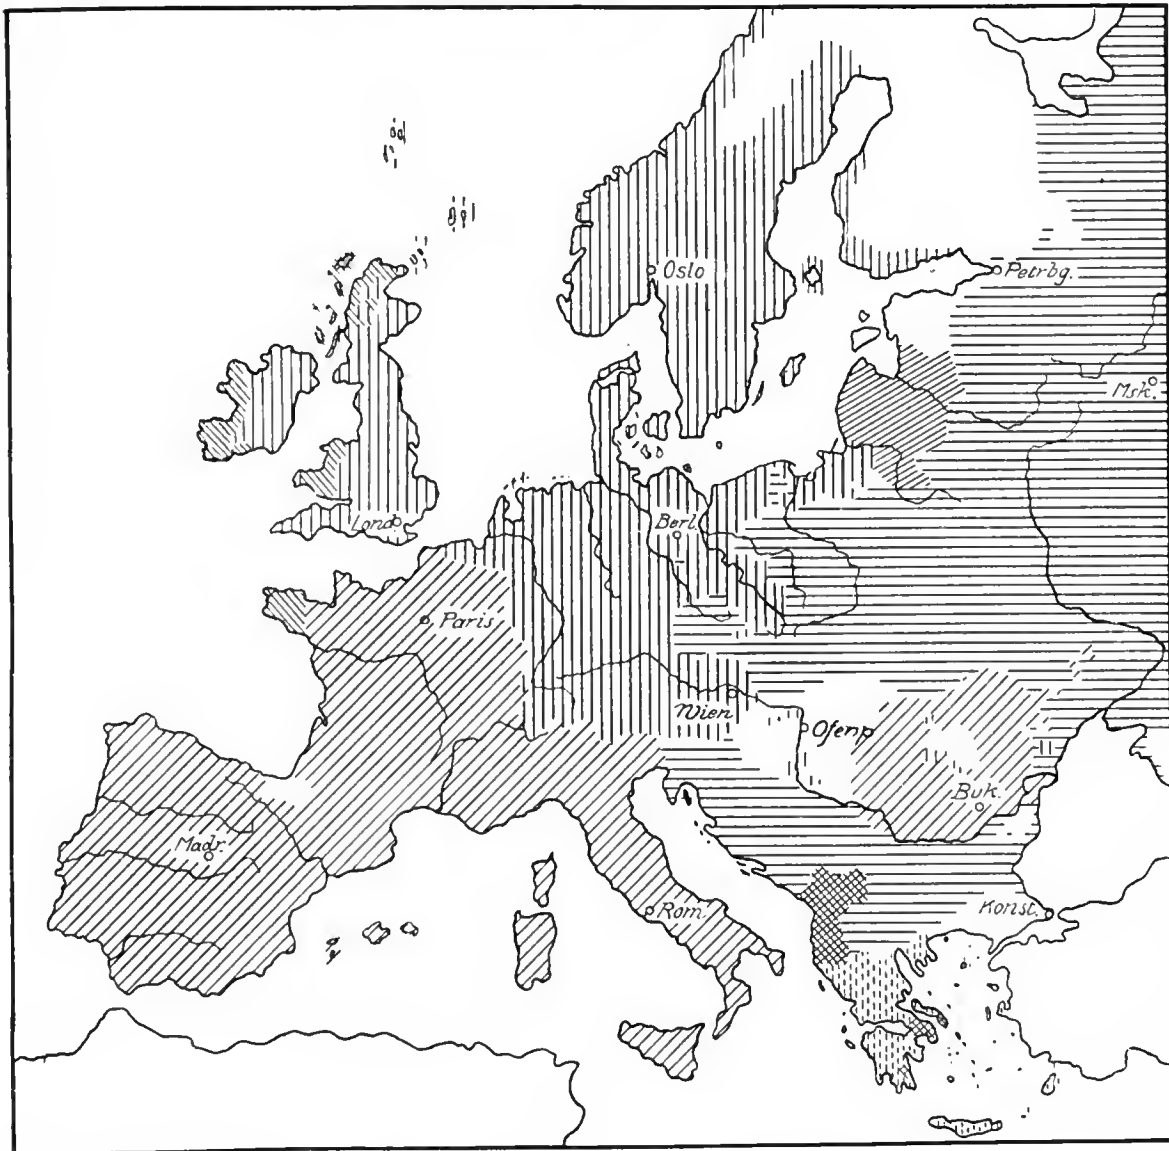 Oslo
Petrbg.
Msk.
Lond.
Berl.
Paris
Wien
Ofenp.
Buk.
Madr.
Rom.
Konst.